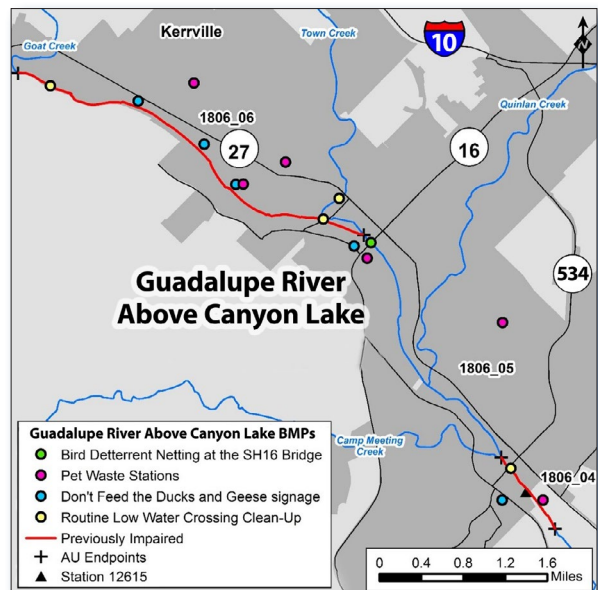 Kerrville
Town Creek
Goat Creek
10
N
Quinlan Creek
1806_06
27
16
Guadalupe River
Above Canyon Lake
534
1806_05
Camp Meeting
Creek
1806_04
Guadalupe River Above Canyon Lake BMPs
Bird Deterrent Netting at the SH16 Bridge
Pet Waste Stations
Don't Feed the Ducks and Geese signage
Routine Low Water Crossing Clean-Up
Previously Impaired
AU Endpoints
Station 12615
0 0.4 0.8 1.2 1.6
Miles